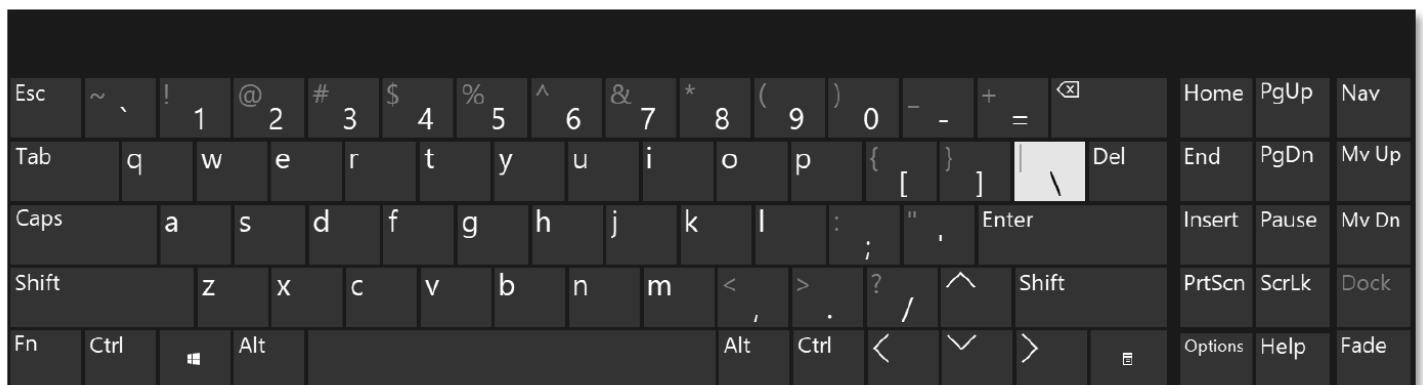 Esc ~ ` ! 1 @ 2 # 3 $ 4 % 5 ^ 6 & 7 * 8 ( 9 ) 0 _ - + = Home PgUp Nav
Tab q w e r t y u i o p { [ } ] | \ Del End PgDn Mv Up
Caps a s d f g h j k l : ; " ' Enter Insert Pause Mv Dn
Shift z x c v b n m < , > . ? / Shift PrtScn ScrLk Dock
Fn Ctrl Alt Alt Ctrl Options Help Fade